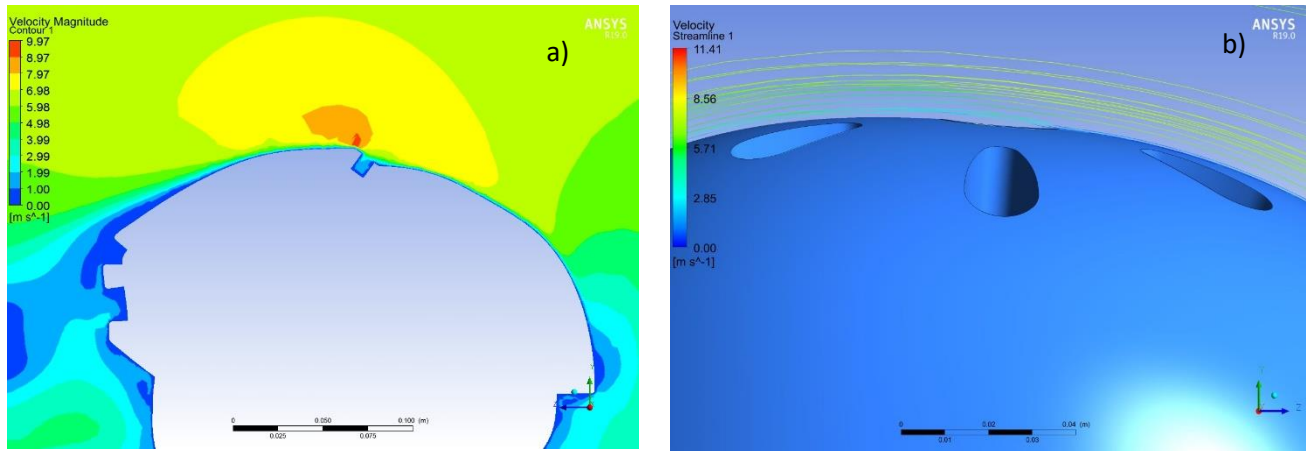 Velocity Magnitude
Contour 1
9.97
8.97
7.97
6.98
5.98
4.98
3.99
2.99
1.99
1.00
0.00
[m s^-1]
ANSYS
R19.0
a)
Y
Z
0
0.050
0.100 (m)
0.025
0.075
Velocity
Streamline 1
11.41
8.56
5.71
2.85
0.00
[m s^-1]
ANSYS
R19.0
b)
Y
Z
0
0.02
0.04 (m)
0.01
0.03